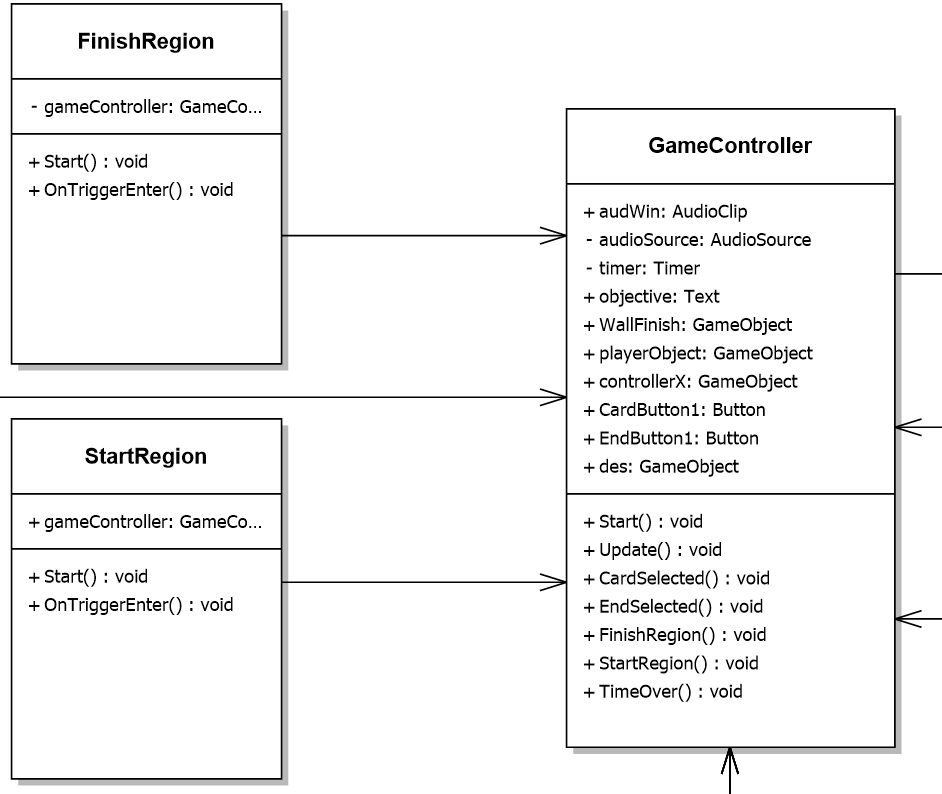 FinishRegion
- gameController: GameCo...
+ Start() : void
+ OnTriggerEnter() : void
StartRegion
+ gameController: GameCo...
+ Start() : void
+ OnTriggerEnter() : void
GameController
+ audWin: AudioClip
- audioSource: AudioSource
- timer: Timer
+ objective: Text
+ WallFinish: GameObject
+ playerObject: GameObject
+ controllerX: GameObject
+ CardButton1: Button
+ EndButton1: Button
+ des: GameObject
+ Start() : void
+ Update() : void
+ CardSelected() : void
+ EndSelected() : void
+ FinishRegion() : void
+ StartRegion() : void
+ TimeOver() : void